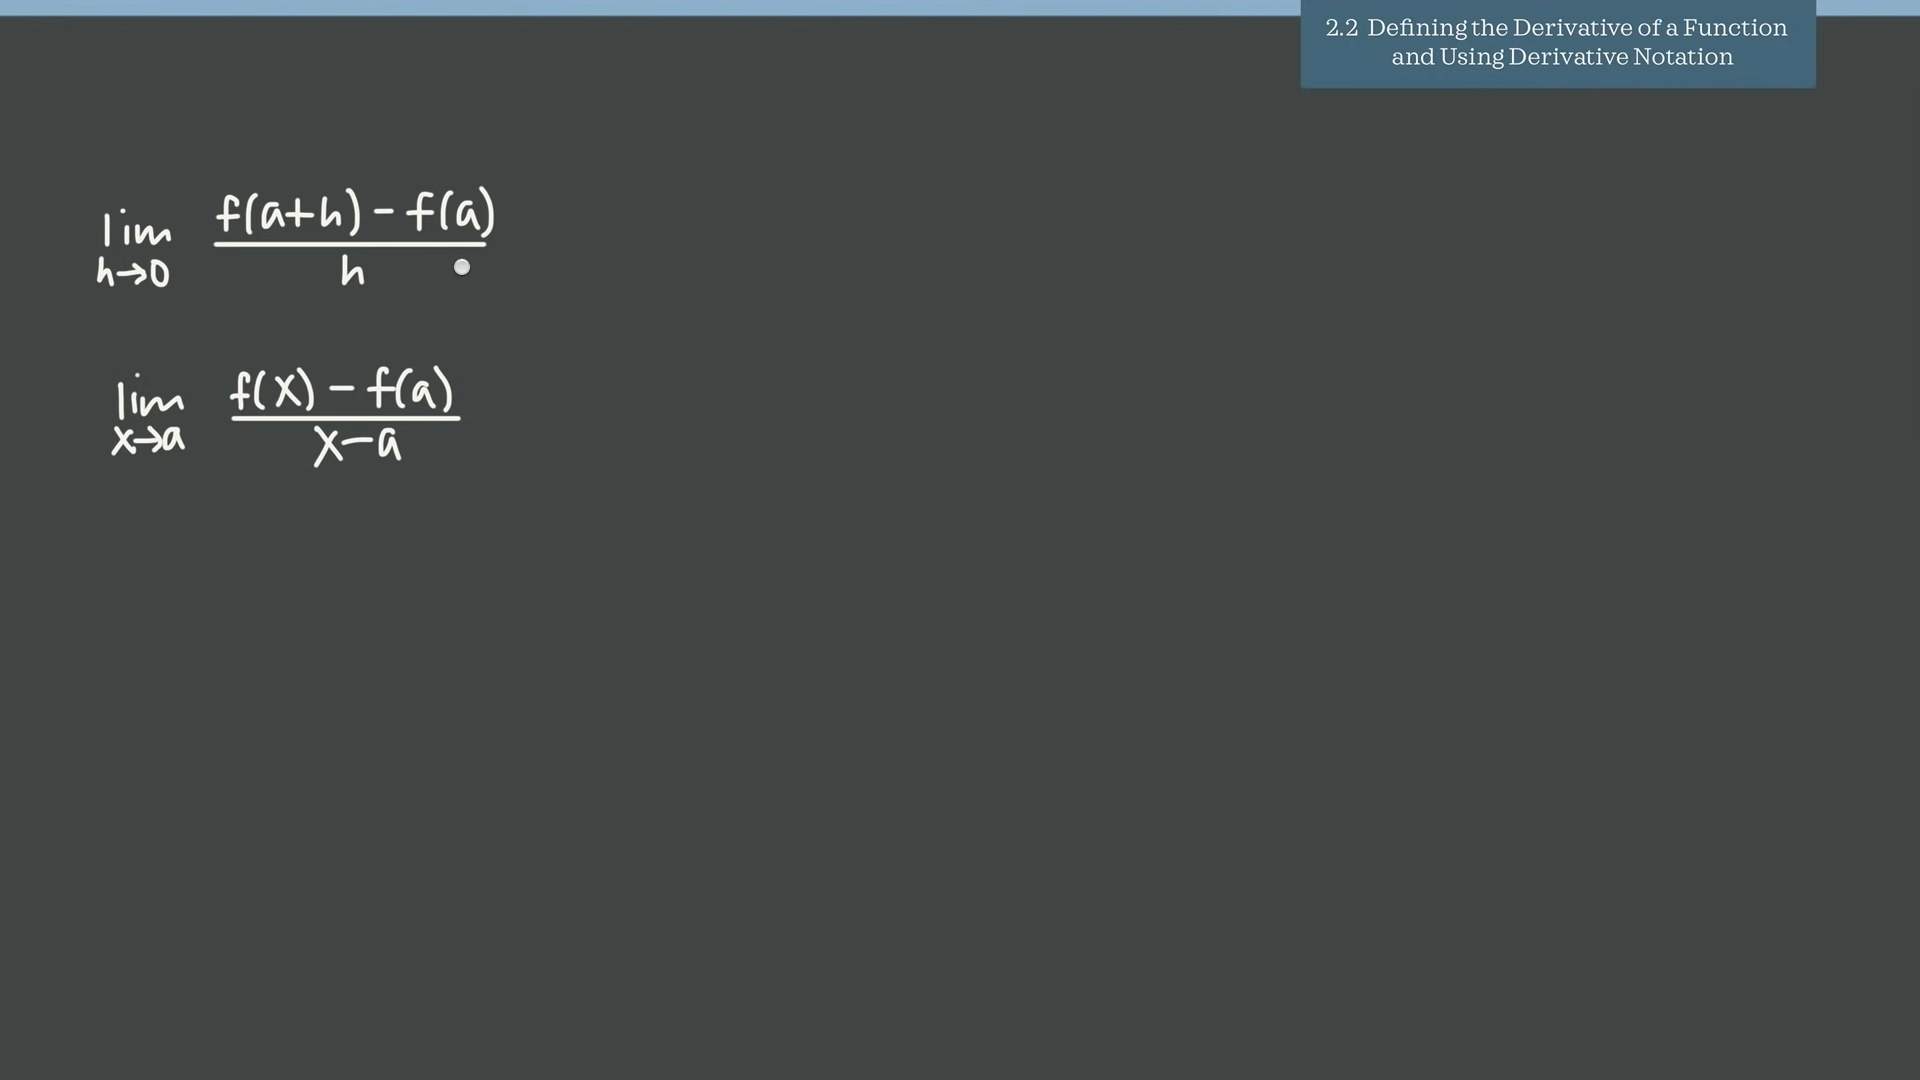 2.2 Defining the Derivative of a Function
and Using Derivative Notation
lim f(a+h) - f(a)
h→0 h
lim f(x) - f(a)
x→a x-a